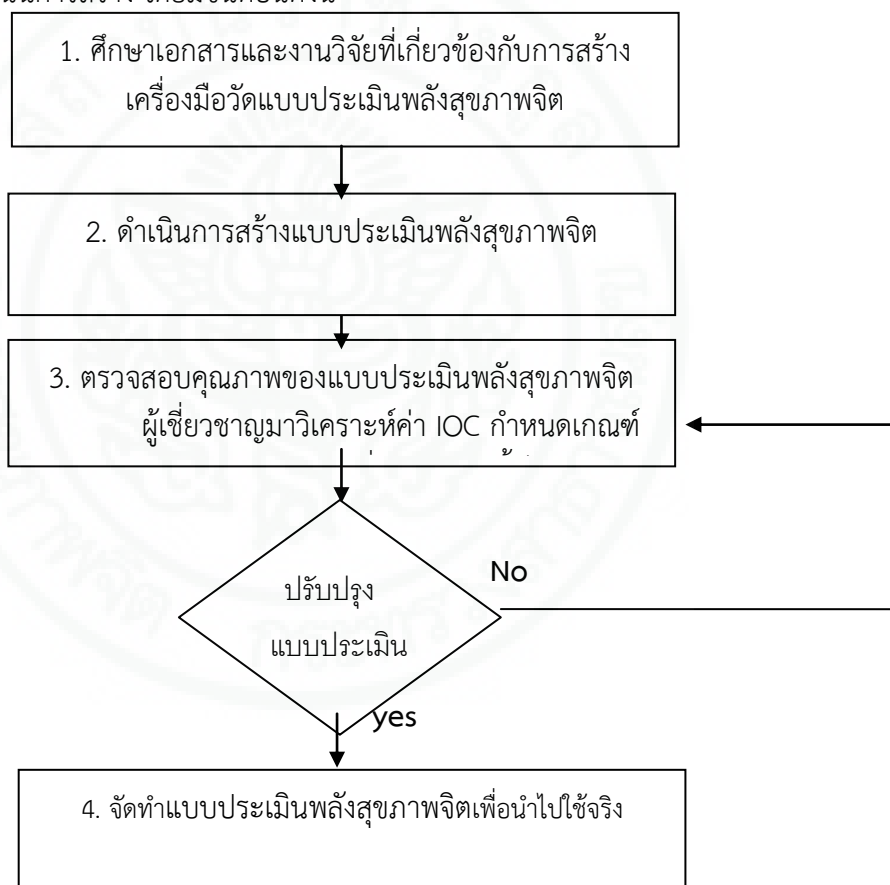 1. ศึกษาเอกสารและงานวิจัยที่เกี่ยวข้องกับการสร้าง
เครื่องมือวัดแบบประเมินพลังสุขภาพจิต
2. ดำเนินการสร้างแบบประเมินพลังสุขภาพจิต
3. ตรวจสอบคุณภาพของแบบประเมินพลังสุขภาพจิต
ผู้เชี่ยวชาญมาวิเคราะห์ค่า IOC กำหนดเกณฑ์
ปรับปรุง
แบบประเมิน
No
yes
4. จัดทำแบบประเมินพลังสุขภาพจิตเพื่อนำไปใช้จริง